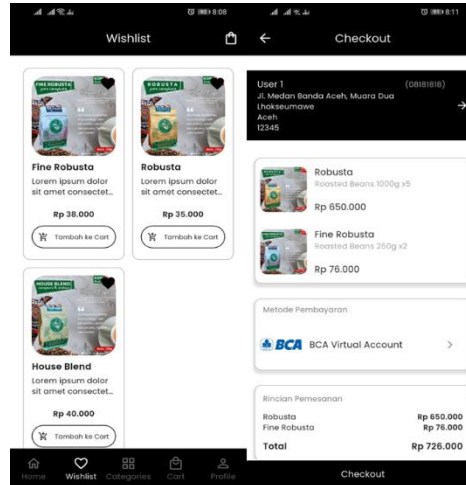 8:08
Wishlist
FINE ROBUSTA
Fine Robusta
Lorem ipsum dolor
sit amet consectet...
Rp 38.000
Tambah ke Cart
ROBUSTA
Robusta
Lorem ipsum dolor
sit amet consectet...
Rp 35.000
Tambah ke Cart
HOUSE BLEND
House Blend
Lorem ipsum dolor
sit amet consectet...
Rp 40.000
Tambah ke Cart
Home
Wishlist
Categories
Cart
Profile
8:11
Checkout
User 1
(08181818)
Jl. Medan Banda Aceh, Muara Dua
Lhokseumawe
Aceh
12345
Robusta
Roasted Beans 1000g x5
Rp 650.000
Fine Robusta
Roasted Beans 250g x2
Rp 76.000
Metode Pembayaran
BCA
BCA Virtual Account
Rincian Pemesanan
Robusta
Rp 650.000
Fine Robusta
Rp 76.000
Total
Rp 726.000
Checkout